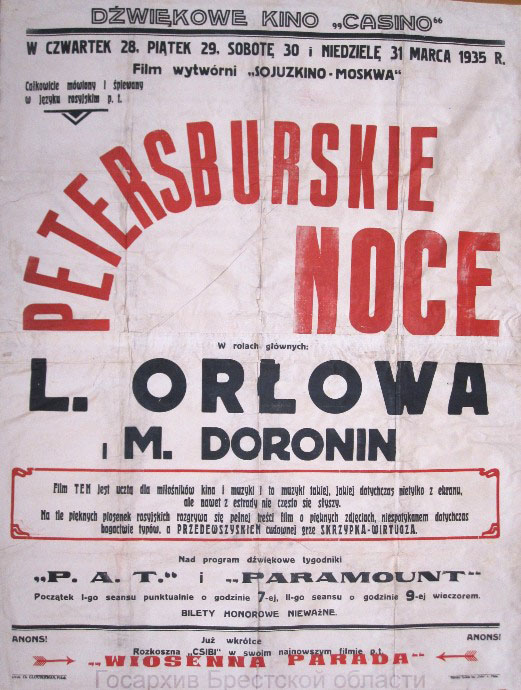 DŹWIĘKOWE KINO „CASINO"
W CZWARTEK 28. PIĄTEK 29. SOBOTĘ 30 i NIEDZIELĘ 31 MARCA 1935 R.
Film wytwórni „SOJUZKINO-MOSKWA"
Całkowicie mówiony i śpiewany
w języku rosyjskim p. t.
PETERSBURSKIE
NOCE
W rolach głównych:
L. ORŁOWA
i M. DORONIN
Film TEN jest ucztą dla miłośników kina i muzyki i to muzyki takiej, jakiej dotychczas nietylko z ekranu,
ale nawet z estrady nie często się słyszy.
Na tle pięknych piosenek rosyjskich rozgrywa się pełnej treści film o pięknych zdjęciach, niespotykanem dotychczas
bogactwie typów, a PRZEDEWSZYSTKIEM cudownej grze SKRZYPKA-WIRTUOZA.
Nad program dźwiękowe tygodniki
„P. A. T." i „PARAMOUNT"
Początek I-go seansu punktualnie o godzinie 7-ej, II-go seansu o godzinie 9-ej wieczorem.
BILETY HONOROWE NIEWAŻNE.
ANONS! Już wkrótce ANONS!
Rozkoszna „CSIBI" w swoim najnowszym filmie p.t.
„WIOSENNA PARADA"
Госархив Брестской области